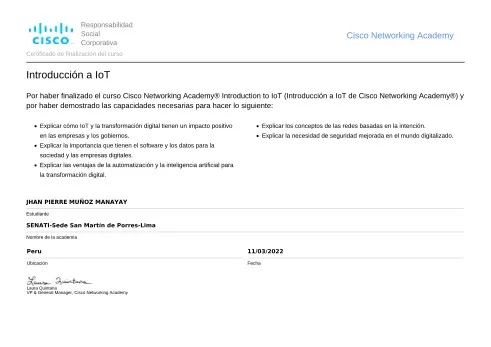 CISCO
Responsabilidad
Social
Corporativa
Cisco Networking Academy
Certificado de finalización del curso
Introducción a IoT
Por haber finalizado el curso Cisco Networking Academy® Introduction to IoT (Introducción a IoT de Cisco Networking Academy®) y
por haber demostrado las capacidades necesarias para hacer lo siguiente:
• Explicar cómo IoT y la transformación digital tienen un impacto positivo
en las empresas y los gobiernos.
• Explicar la importancia que tienen el software y los datos para la
sociedad y las empresas digitales.
• Explicar las ventajas de la automatización y la inteligencia artificial para
la transformación digital.
• Explicar los conceptos de las redes basadas en la intención.
• Explicar la necesidad de seguridad mejorada en el mundo digitalizado.
JHAN PIERRE MUÑOZ MANAYAY
Estudiante
SENATI-Sede San Martín de Porres-Lima
Nombre de la academia
Peru
11/03/2022
Ubicación
Fecha
Laura Quintana
Laura Quintana
VP & General Manager, Cisco Networking Academy